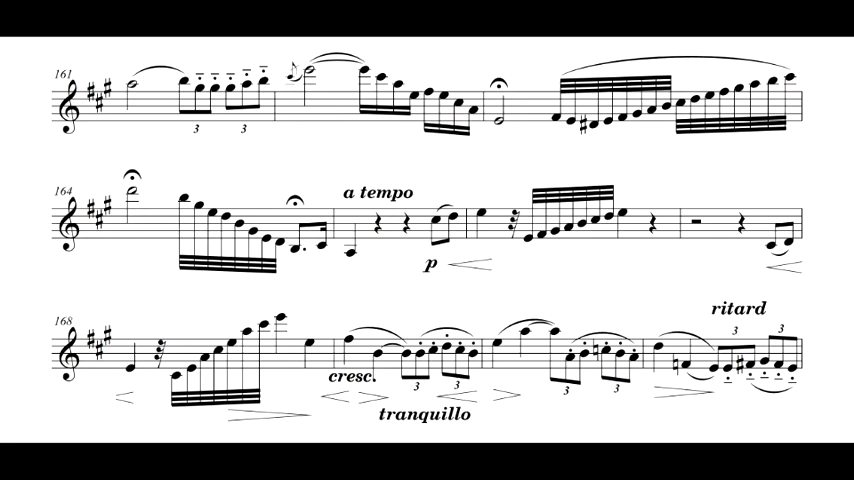 161
3 3
164
a tempo
p
168
ritard
3 3
cresc.
3 3 3 3
tranquillo